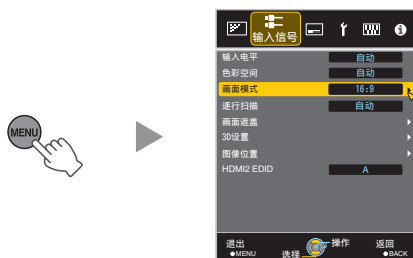 MENU
输入信号
输入电平 自动
色彩空间 自动
画面模式 16:9
逐行扫描 自动
画面遮盖
3D设置
图像位置
HDMI2 EDID A
退出 操作 返回
●MENU 选择 ●BACK